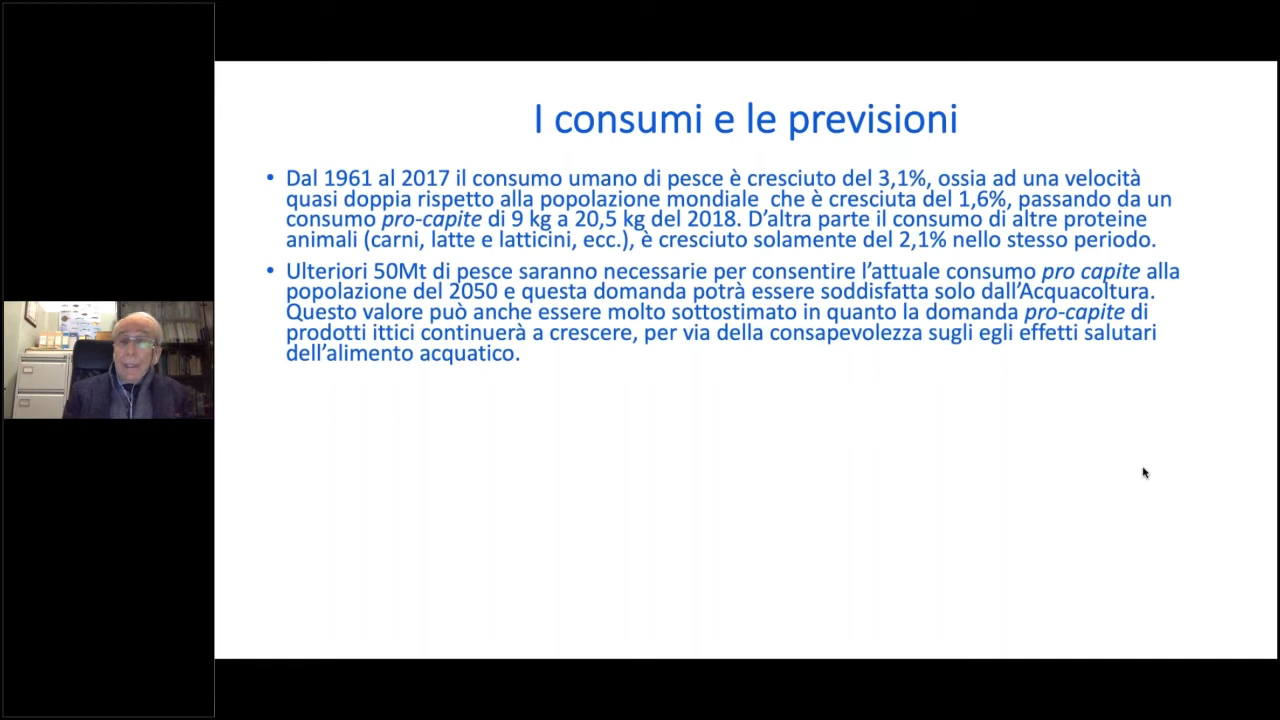 I consumi e le previsioni
• Dal 1961 al 2017 il consumo umano di pesce è cresciuto del 3,1%, ossia ad una velocità
quasi doppia rispetto alla popolazione mondiale  che è cresciuta del 1,6%, passando da un
consumo pro-capite di 9 kg a 20,5 kg del 2018. D’altra parte il consumo di altre proteine
animali (carni, latte e latticini, ecc.), è cresciuto solamente del 2,1% nello stesso periodo.
• Ulteriori 50Mt di pesce saranno necessarie per consentire l’attuale consumo pro capite alla
popolazione del 2050 e questa domanda potrà essere soddisfatta solo dall’Acquacoltura.
Questo valore può anche essere molto sottostimato in quanto la domanda pro-capite di
prodotti ittici continuerà a crescere, per via della consapevolezza sugli egli effetti salutari
dell’alimento acquatico.